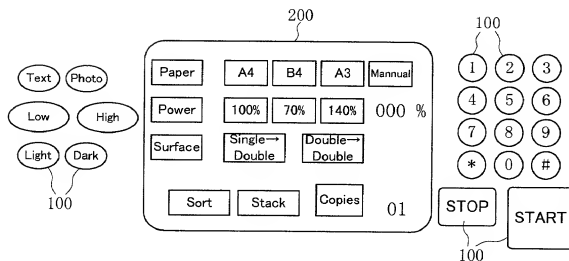 200
100
Text Photo
Low High
Light Dark
100
Paper A4 B4 A3 Mannual
Power 100% 70% 140% 000 %
Surface Single→ Double Double→ Double
Sort Stack Copies 01
1 2 3
4 5 6
7 8 9
* 0 #
STOP START
100